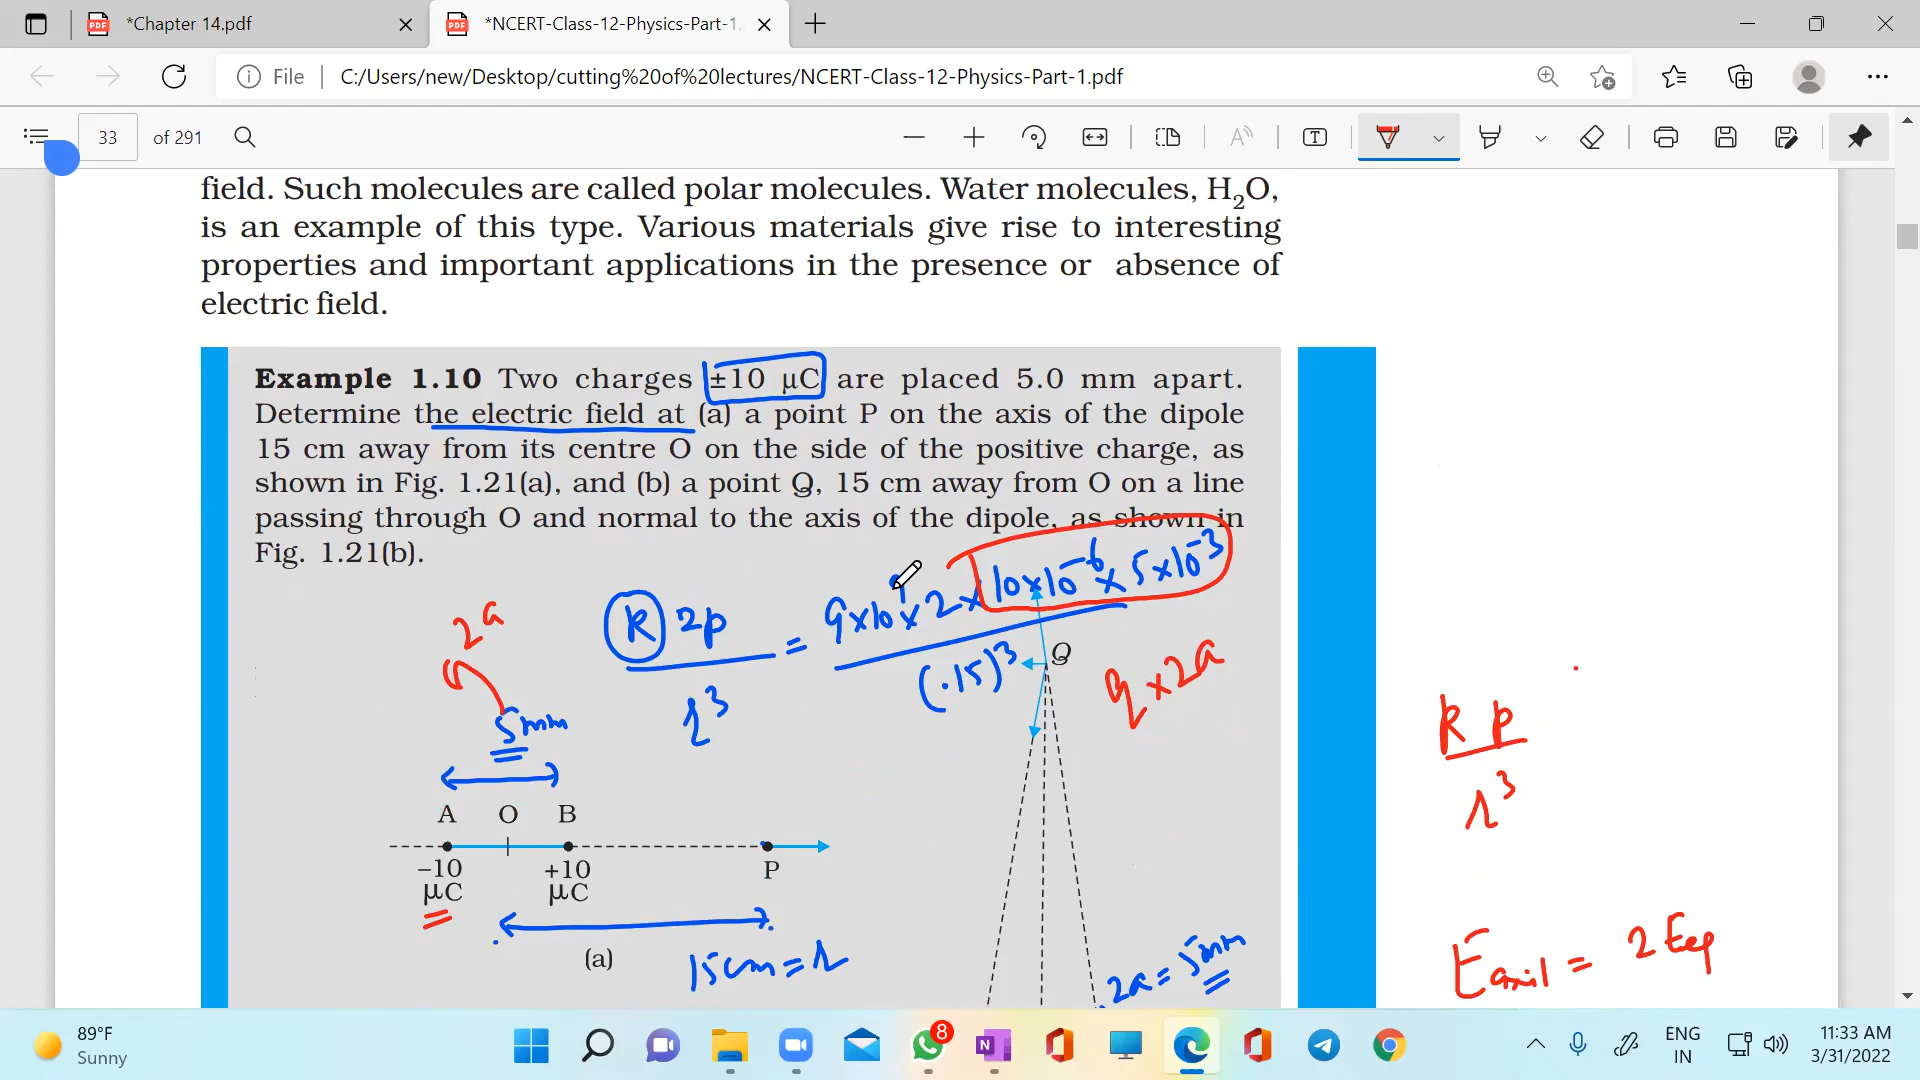 *Chapter 14.pdf
*NCERT-Class-12-Physics-Part-1.
File
C:/Users/new/Desktop/cutting%20of%20lectures/NCERT-Class-12-Physics-Part-1.pdf
33 of 291
field. Such molecules are called polar molecules. Water molecules, H₂O,
is an example of this type. Various materials give rise to interesting
properties and important applications in the presence or absence of
electric field.
Example 1.10 Two charges ±10 μC are placed 5.0 mm apart.
Determine the electric field at (a) a point P on the axis of the dipole
15 cm away from its centre O on the side of the positive charge, as
shown in Fig. 1.21(a), and (b) a point Q, 15 cm away from O on a line
passing through O and normal to the axis of the dipole, as shown in
Fig. 1.21(b).
k 2p / r³ = 9×10⁹×2×10×10⁻⁶×5×10⁻³ / (.15)³
2a
5mm
Q
q×2a
A O B
−10 μC
+10 μC
P
15cm=r
(a)
2a=5mm
k p / r³
E axial = 2 Eeq
89°F
Sunny
8
ENG
IN
11:33 AM
3/31/2022